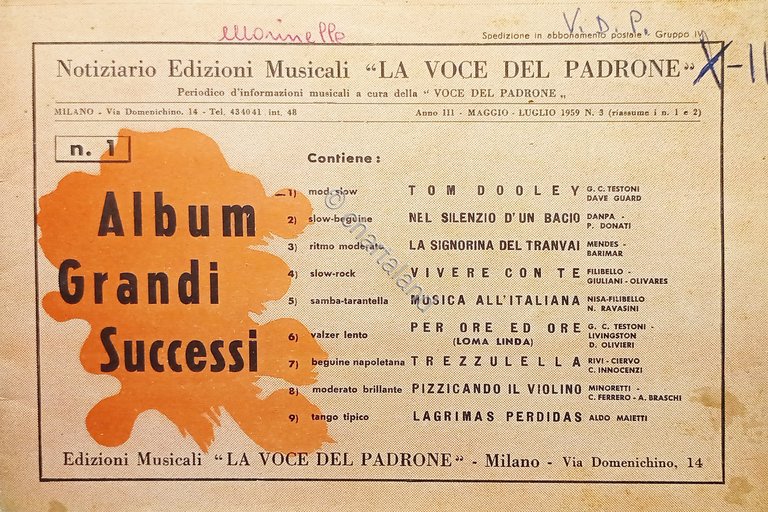 Marinella
Spedizione in abbonamento postale - Gruppo IV
V. D. P.
X-11
Notiziario Edizioni Musicali "LA VOCE DEL PADRONE"
Periodico d'informazioni musicali a cura della "VOCE DEL PADRONE"
MILANO - Via Domenichino, 14 - Tel. 434041 int. 48 Anno III - MAGGIO - LUGLIO 1959 N. 3 (riassume i n. 1 e 2)
n. 1
Album
Grandi
Successi
Contiene:
1) mod. slow TOM DOOLEY G. C. TESTONI
DAVE GUARD
2) slow-beguine NEL SILENZIO D'UN BACIO DANPA -
P. DONATI
3) ritmo moderato LA SIGNORINA DEL TRANVAI MENDES -
BARIMAR
4) slow-rock VIVERE CON TE FILIBELLO -
GIULIANI - OLIVARES
5) samba-tarantella MUSICA ALL'ITALIANA NISA-FILIBELLO
N. RAVASINI
6) valzer lento PER ORE ED ORE G. C. TESTONI -
(LOMA LINDA) LIVINGSTON
D. OLIVIERI
7) beguine napoletana TREZZULELLA RIVI - CIERVO
C. INNOCENZI
8) moderato brillante PIZZICANDO IL VIOLINO MINORETTI -
C. FERRERO - A. BRASCHI
9) tango tipico LAGRIMAS PERDIDAS ALDO MAIETTI
Edizioni Musicali "LA VOCE DEL PADRONE" - Milano - Via Domenichino, 14
© chartaland